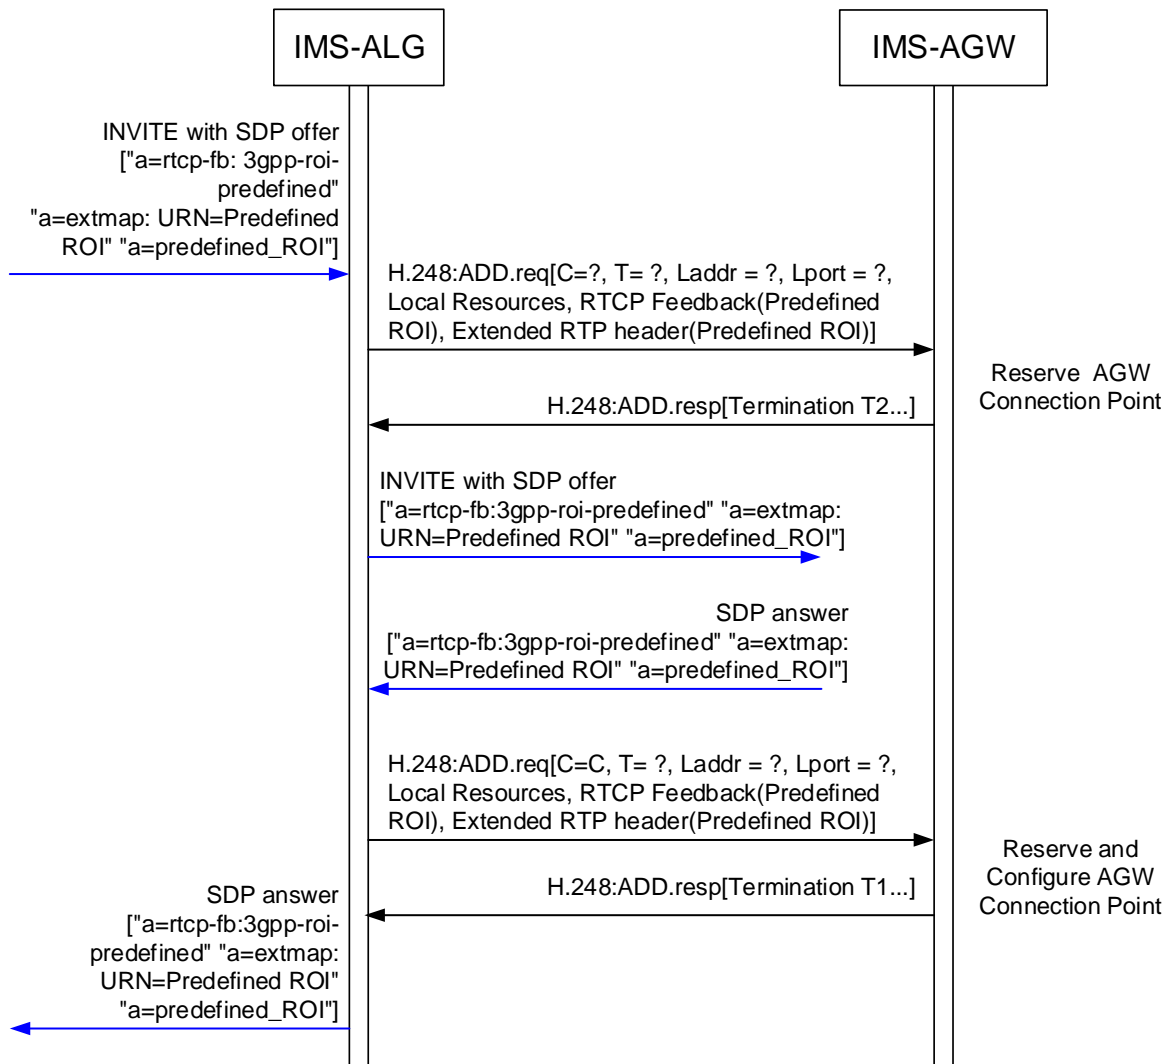 IMS-ALG
IMS-AGW
INVITE with SDP offer
["a=rtcp-fb: 3gpp-roi-
predefined"
"a=extmap: URN=Predefined
ROI" "a=predefined_ROI"]
H.248:ADD.req[C=?, T= ?, Laddr = ?, Lport = ?,
Local Resources, RTCP Feedback(Predefined
ROI), Extended RTP header(Predefined ROI)]
Reserve  AGW
Connection Point
H.248:ADD.resp[Termination T2...]
INVITE with SDP offer
["a=rtcp-fb:3gpp-roi-predefined" "a=extmap:
URN=Predefined ROI" "a=predefined_ROI"]
SDP answer
["a=rtcp-fb:3gpp-roi-predefined" "a=extmap:
URN=Predefined ROI" "a=predefined_ROI"]
H.248:ADD.req[C=C, T= ?, Laddr = ?, Lport = ?,
Local Resources, RTCP Feedback(Predefined
ROI), Extended RTP header(Predefined ROI)]
Reserve and
Configure AGW
Connection Point
H.248:ADD.resp[Termination T1...]
SDP answer
["a=rtcp-fb:3gpp-roi-
predefined" "a=extmap:
URN=Predefined ROI"
"a=predefined_ROI"]